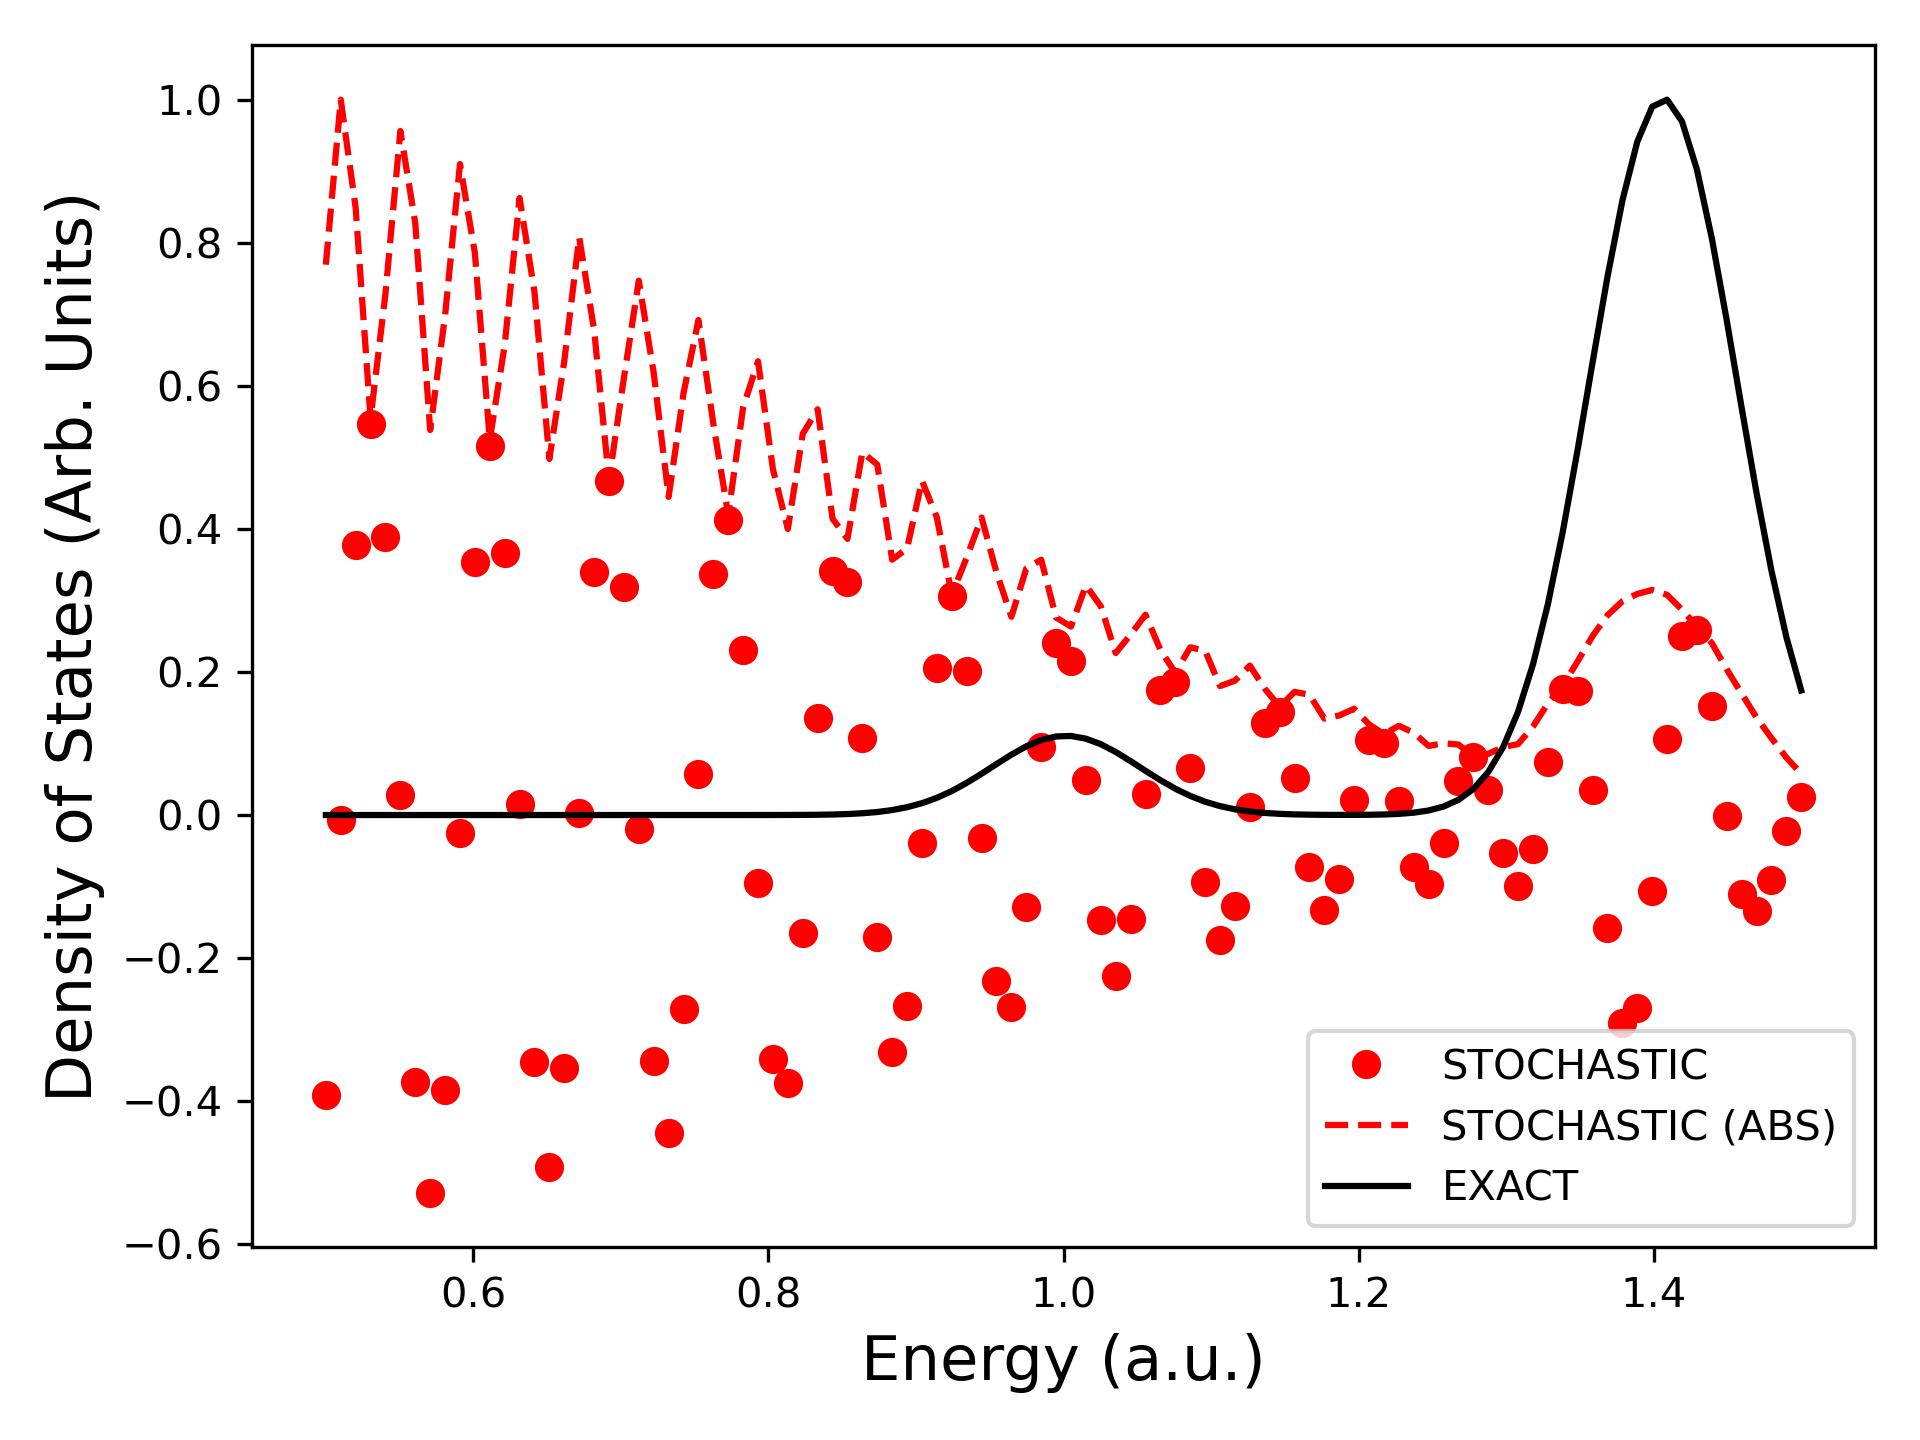 Density of States (Arb. Units)
1.0
0.8
0.6
0.4
0.2
0.0
−0.2
−0.4
−0.6
STOCHASTIC
STOCHASTIC (ABS)
EXACT
0.6 0.8 1.0 1.2 1.4
Energy (a.u.)